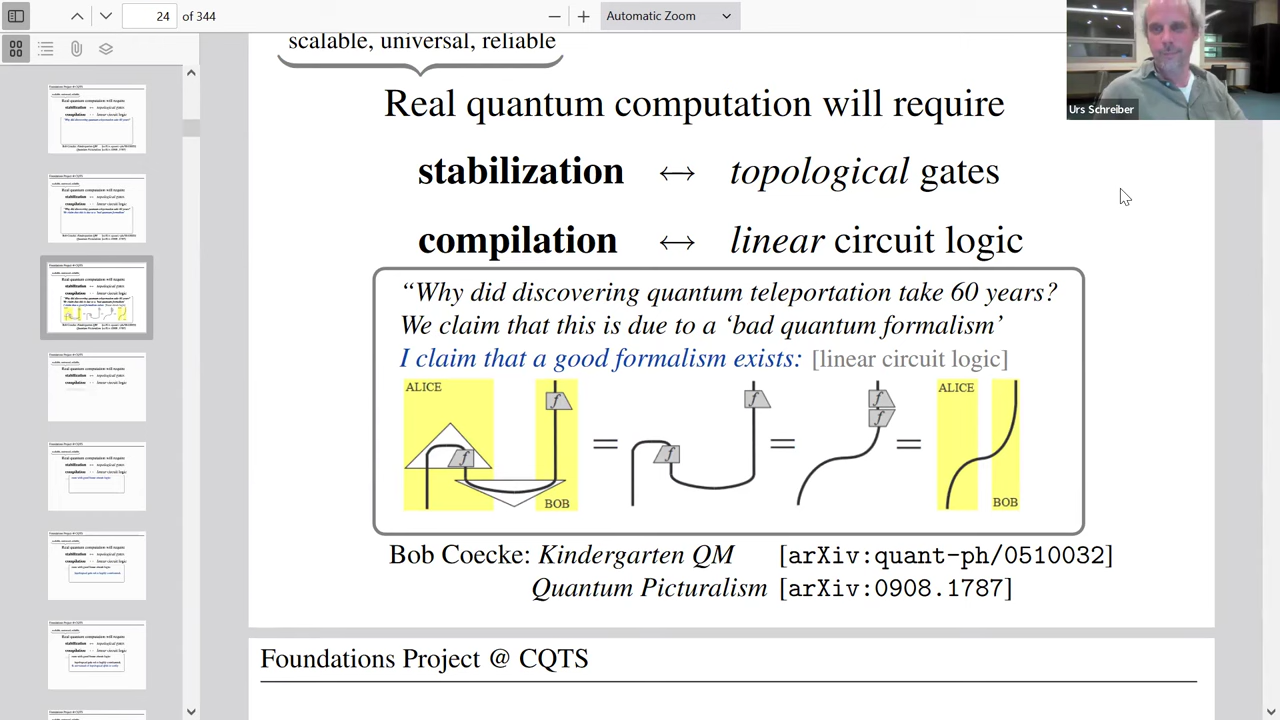 24 of 344
Automatic Zoom
Urs Schreiber
scalable, universal, reliable
Real quantum computation will require
stabilization ↔ topological gates
compilation ↔ linear circuit logic
“Why did discovering quantum teleportation take 60 years?
We claim that this is due to a ‘bad quantum formalism’
I claim that a good formalism exists: [linear circuit logic]
ALICE f f BOB = f f = f f = ALICE BOB
Bob Coecke: Kindergarten QM [arXiv:quant-ph/0510032]
Quantum Picturalism [arXiv:0908.1787]
Foundations Project @ CQTS